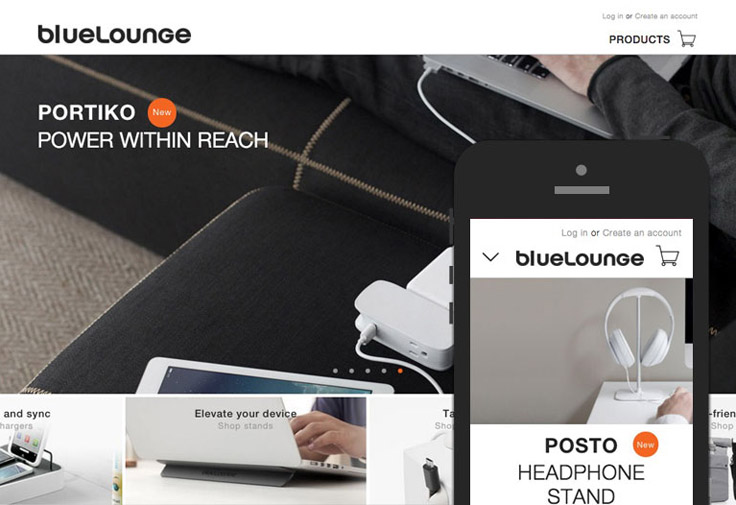 Log in or Create an account
blueLounge
PRODUCTS
PORTIKO New
POWER WITHIN REACH
Log in or Create an account
blueLounge
and sync
Elevate your device
Shop stands
Ta
Sho
-frien
Shop
POSTO New
HEADPHONE
STAND